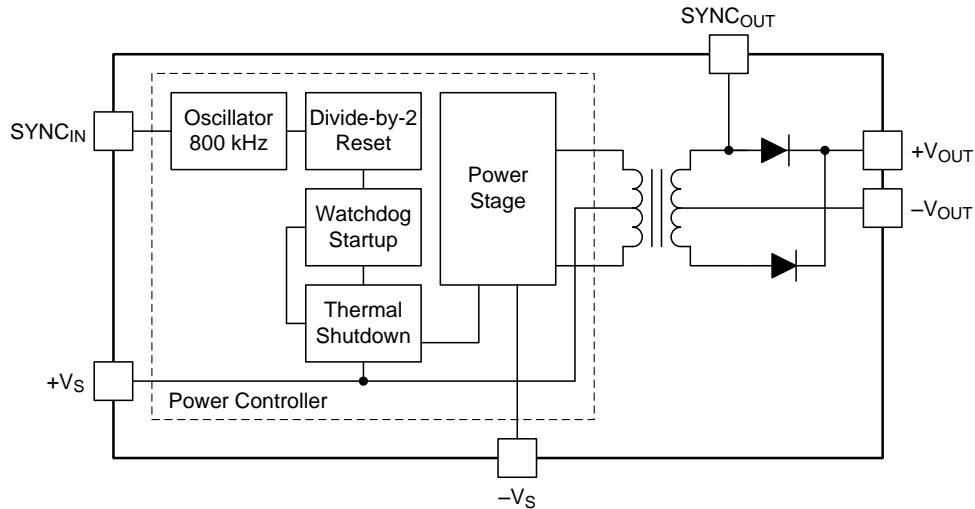 SYNCOUT
SYNCIN
Oscillator
800 kHz
Divide-by-2
Reset
Power
Stage
+VOUT
–VOUT
Watchdog
Startup
Thermal
Shutdown
+VS
Power Controller
–VS